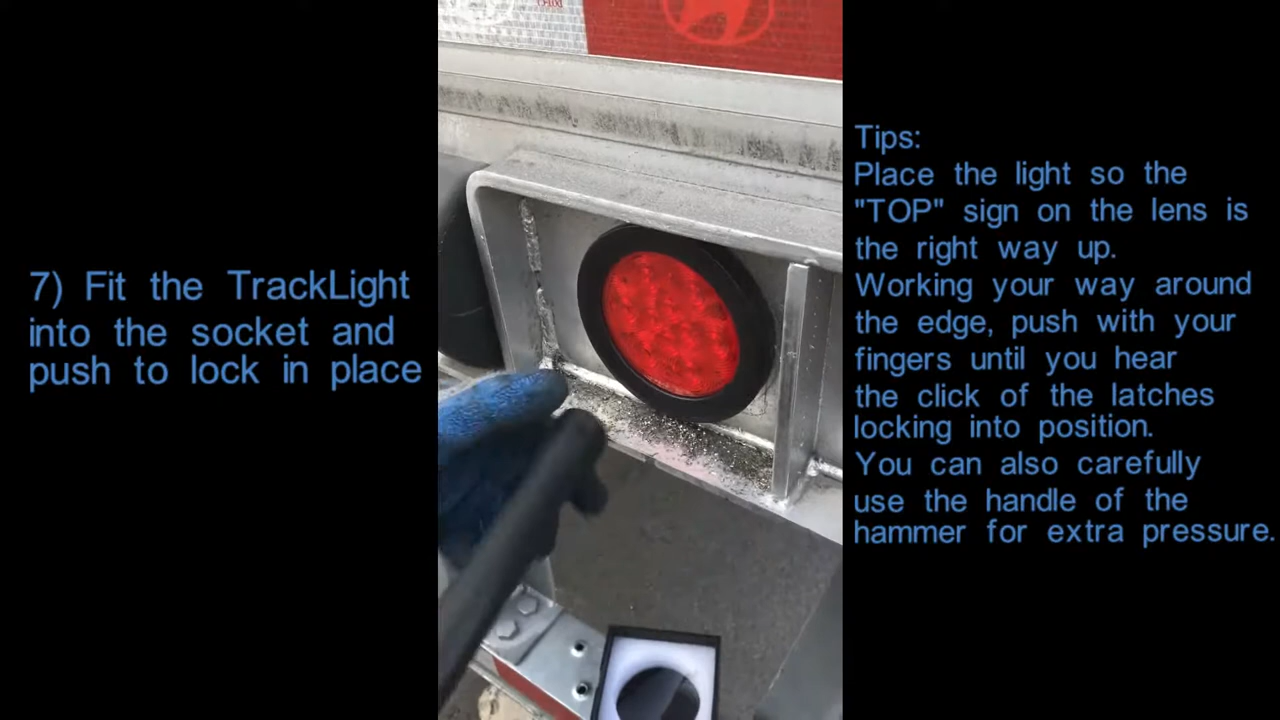 7) Fit the TrackLight
into the socket and
push to lock in place
Tips:
Place the light so the
"TOP" sign on the lens is
the right way up.
Working your way around
the edge, push with your
fingers until you hear
the click of the latches
locking into position.
You can also carefully
use the handle of the
hammer for extra pressure.